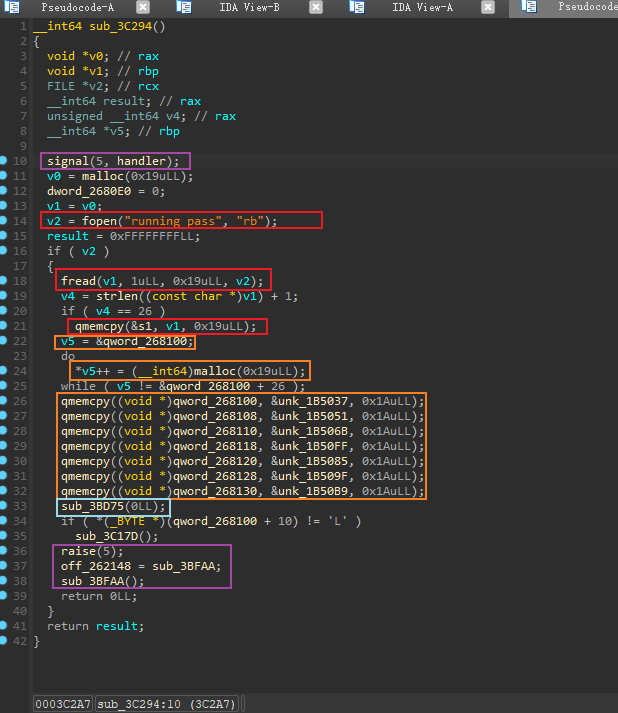 Pseudocode-A IDA View-B IDA View-A Pseudocode
1 __int64 sub_3C294()
2 {
3 void *v0; // rax
4 void *v1; // rbp
5 FILE *v2; // rcx
6 __int64 result; // rax
7 unsigned __int64 v4; // rax
8 __int64 *v5; // rbp
9
10 signal(5, handler);
11 v0 = malloc(0x19uLL);
12 dword_2680E0 = 0;
13 v1 = v0;
14 v2 = fopen("running_pass", "rb");
15 result = 0xFFFFFFFFLL;
16 if ( v2 )
17 {
18 fread(v1, 1uLL, 0x19uLL, v2);
19 v4 = strlen((const char *)v1) + 1;
20 if ( v4 == 26 )
21 qmemcpy(&s1, v1, 0x19uLL);
22 v5 = &qword_268100;
23 do
24 *v5++ = (__int64)malloc(0x19uLL);
25 while ( v5 != &qword_268100 + 26 );
26 qmemcpy((void *)qword_268100, &unk_1B5037, 0x1AuLL);
27 qmemcpy((void *)qword_268108, &unk_1B5051, 0x1AuLL);
28 qmemcpy((void *)qword_268110, &unk_1B506B, 0x1AuLL);
29 qmemcpy((void *)qword_268118, &unk_1B50FF, 0x1AuLL);
30 qmemcpy((void *)qword_268120, &unk_1B5085, 0x1AuLL);
31 qmemcpy((void *)qword_268128, &unk_1B509F, 0x1AuLL);
32 qmemcpy((void *)qword_268130, &unk_1B50B9, 0x1AuLL);
33 sub_3BD75(0LL);
34 if ( *(_BYTE *)(qword_268100 + 10) != 'L' )
35 sub_3C17D();
36 raise(5);
37 off_262148 = sub_3BFAA;
38 sub_3BFAA();
39 return 0LL;
40 }
41 return result;
42 }
0003C2A7 sub_3C294:10 (3C2A7)